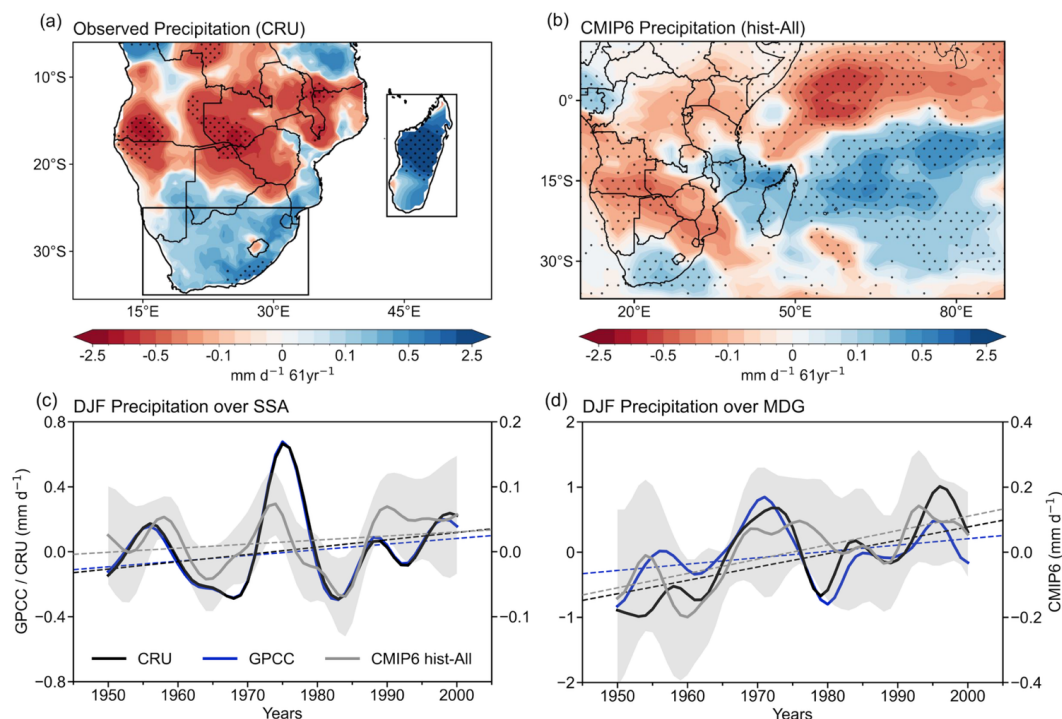 (a) Observed Precipitation (CRU)
10°S
20°S
30°S
15°E 30°E 45°E
-2.5 -0.5 -0.1 0 0.1 0.5 2.5
mm d⁻¹ 61yr⁻¹
(b) CMIP6 Precipitation (hist-All)
0°
15°S
30°S
20°E 50°E 80°E
-2.5 -0.5 -0.1 0 0.1 0.5 2.5
mm d⁻¹ 61yr⁻¹
(c) DJF Precipitation over SSA
GPCC / CRU (mm d⁻¹)
0.8 0.2
0.4 0.1
0.0 0.0
−0.4 −0.1
−0.8
CRU GPCC CMIP6 hist-All
1950 1960 1970 1980 1990 2000
Years
(d) DJF Precipitation over MDG
2 0.4
1 0.2
0 0.0
−1 −0.2
−2 −0.4
CMIP6 (mm d⁻¹)
1950 1960 1970 1980 1990 2000
Years